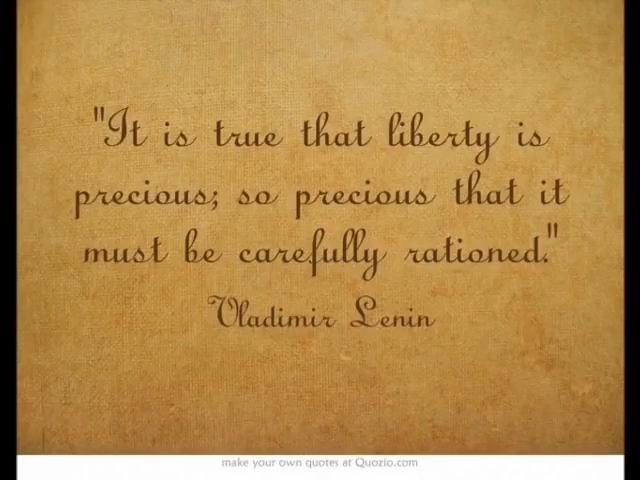 "It is true that liberty is
precious; so precious that it
must be carefully rationed."
Vladimir Lenin
make your own quotes at Quozio.com